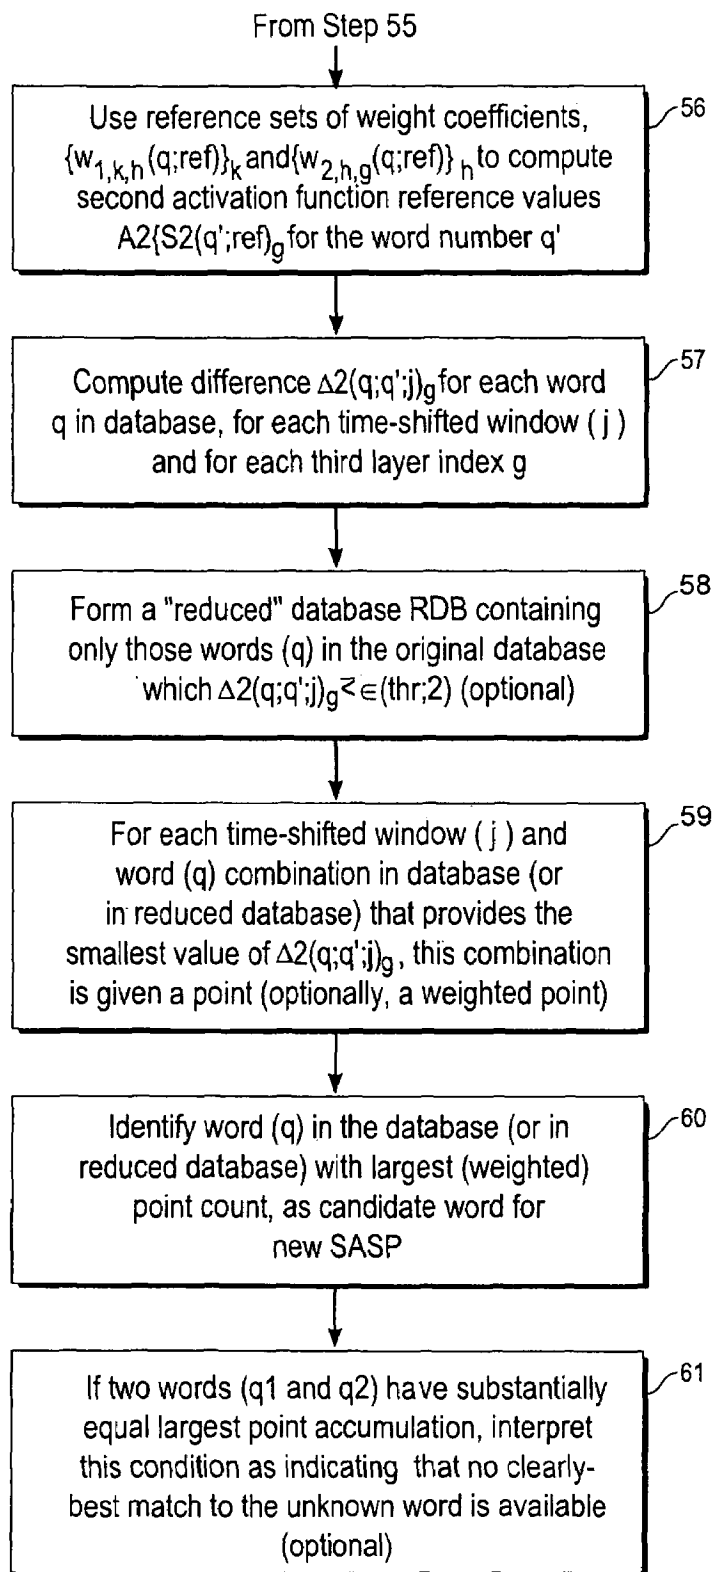 From Step 55
56
Use reference sets of weight coefficients,
{w1,k,h(q;ref)}k and{w2,h,g(q;ref)} h to compute
second activation function reference values
A2{S2(q';ref)g for the word number q'
57
Compute difference Δ2(q;q';j)g for each word
q in database, for each time-shifted window ( j )
and for each third layer index g
58
Form a "reduced" database RDB containing
only those words (q) in the original database
which Δ2(q;q';j)g ≤ ∈(thr;2) (optional)
59
For each time-shifted window ( j ) and
word (q) combination in database (or
in reduced database) that provides the
smallest value of Δ2(q;q';j)g, this combination
is given a point (optionally, a weighted point)
60
Identify word (q) in the database (or in
reduced database) with largest (weighted)
point count, as candidate word for
new SASP
61
If two words (q1 and q2) have substantially
equal largest point accumulation, interpret
this condition as indicating that no clearly-
best match to the unknown word is available
(optional)